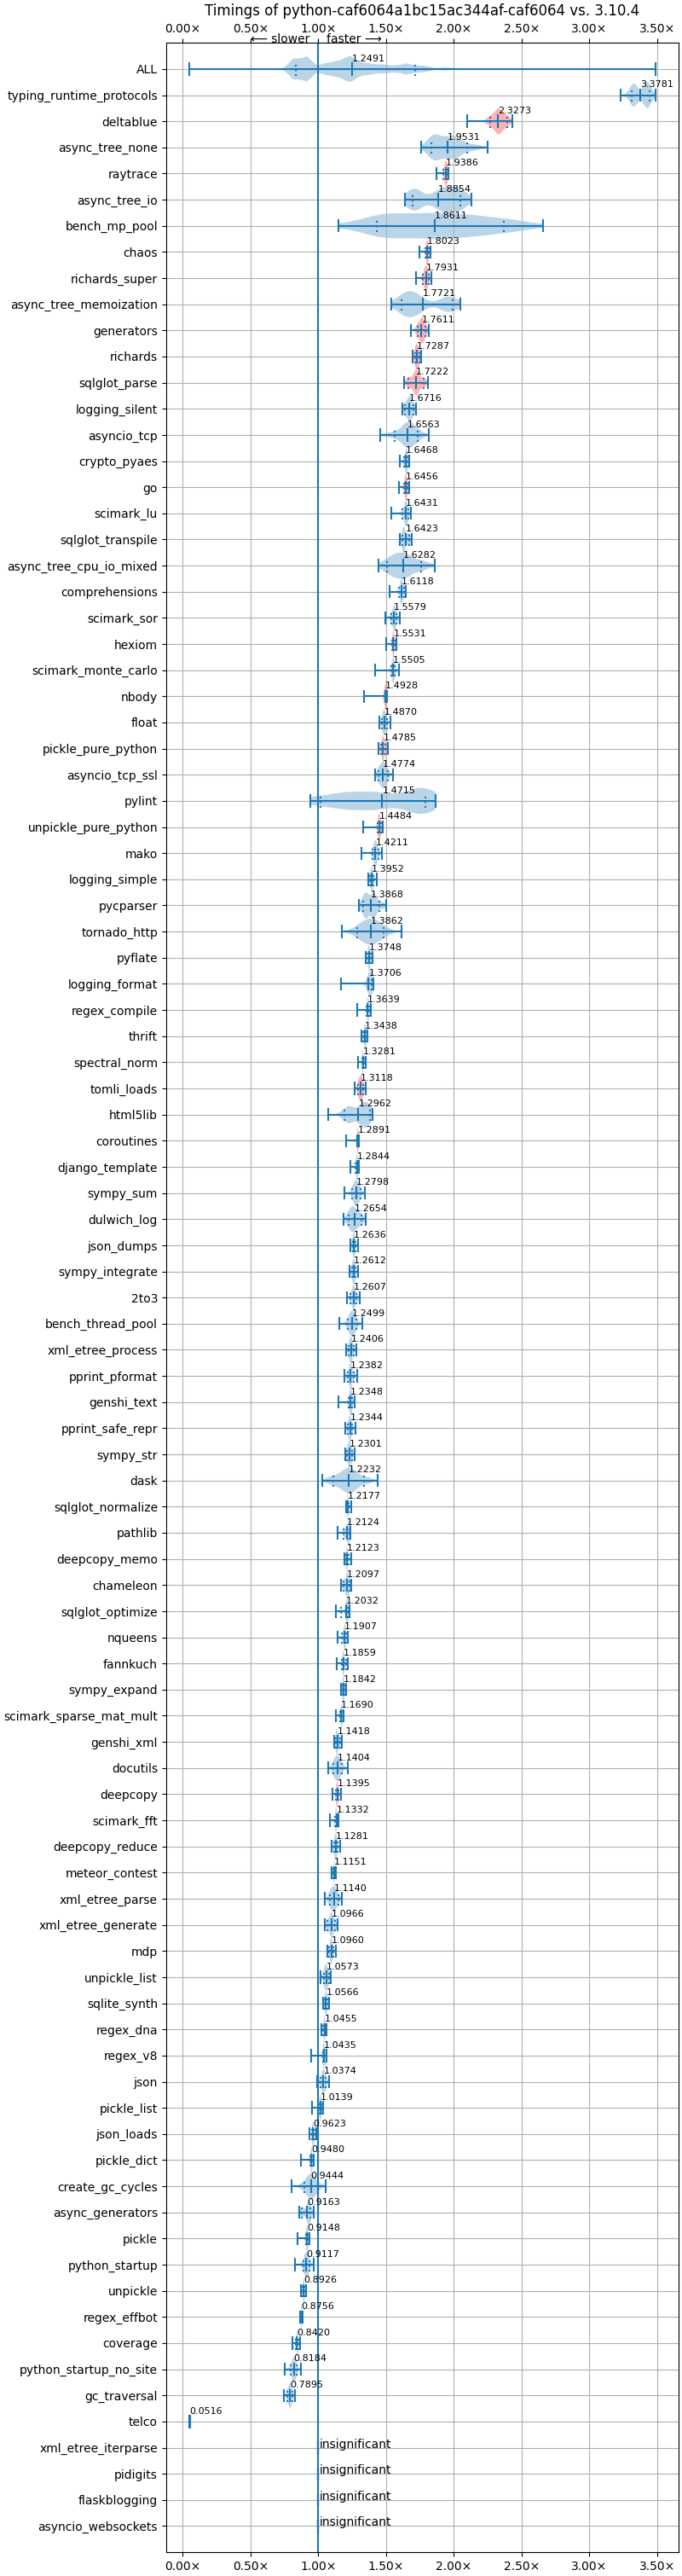 Timings of python-caf6064a1bc15ac344af-caf6064 vs. 3.10.4
0.00× 0.50× 1.00× 1.50× 2.00× 2.50× 3.00× 3.50×
← slower faster →
ALL 1.2491
typing_runtime_protocols 3.3781
deltablue 2.3273
async_tree_none 1.9531
raytrace 1.9386
async_tree_io 1.8854
bench_mp_pool 1.8611
chaos 1.8023
richards_super 1.7931
async_tree_memoization 1.7721
generators 1.7611
richards 1.7287
sqlglot_parse 1.7222
logging_silent 1.6716
asyncio_tcp 1.6563
crypto_pyaes 1.6468
go 1.6456
scimark_lu 1.6431
sqlglot_transpile 1.6423
async_tree_cpu_io_mixed 1.6282
comprehensions 1.6118
scimark_sor 1.5579
hexiom 1.5531
scimark_monte_carlo 1.5505
nbody 1.4928
float 1.4870
pickle_pure_python 1.4785
asyncio_tcp_ssl 1.4774
pylint 1.4715
unpickle_pure_python 1.4484
mako 1.4211
logging_simple 1.3952
pycparser 1.3868
tornado_http 1.3862
pyflate 1.3748
logging_format 1.3706
regex_compile 1.3639
thrift 1.3438
spectral_norm 1.3281
tomli_loads 1.3118
html5lib 1.2962
coroutines 1.2891
django_template 1.2844
sympy_sum 1.2798
dulwich_log 1.2654
json_dumps 1.2636
sympy_integrate 1.2612
2to3 1.2607
bench_thread_pool 1.2499
xml_etree_process 1.2406
pprint_pformat 1.2382
genshi_text 1.2348
pprint_safe_repr 1.2344
sympy_str 1.2301
dask 1.2232
sqlglot_normalize 1.2177
pathlib 1.2124
deepcopy_memo 1.2123
chameleon 1.2097
sqlglot_optimize 1.2032
nqueens 1.1907
fannkuch 1.1859
sympy_expand 1.1842
scimark_sparse_mat_mult 1.1690
genshi_xml 1.1418
docutils 1.1404
deepcopy 1.1395
scimark_fft 1.1332
deepcopy_reduce 1.1281
meteor_contest 1.1151
xml_etree_parse 1.1140
xml_etree_generate 1.0966
mdp 1.0960
unpickle_list 1.0573
sqlite_synth 1.0566
regex_dna 1.0455
regex_v8 1.0435
json 1.0374
pickle_list 1.0139
json_loads 0.9623
pickle_dict 0.9480
create_gc_cycles 0.9444
async_generators 0.9163
pickle 0.9148
python_startup 0.9117
unpickle 0.8926
regex_effbot 0.8756
coverage 0.8420
python_startup_no_site 0.8184
gc_traversal 0.7895
telco 0.0516
xml_etree_iterparse insignificant
pidigits insignificant
flaskblogging insignificant
asyncio_websockets insignificant
0.00× 0.50× 1.00× 1.50× 2.00× 2.50× 3.00× 3.50×